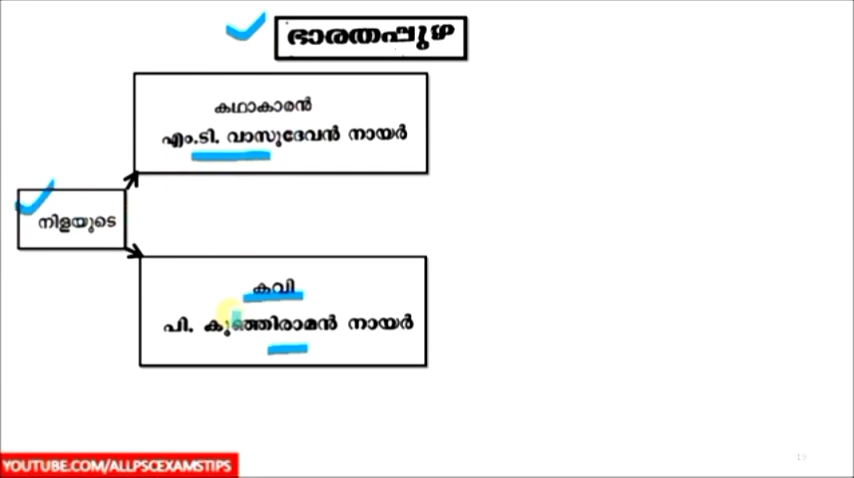 ഭാരതപ്പുഴ
കഥാകാരൻ
എം.ടി. വാസുദേവൻ നായർ
നിളയുടെ
കവി
പി. കുഞ്ഞിരാമൻ നായർ
YOUTUBE.COM/ALLPSCEXAMSTIPS